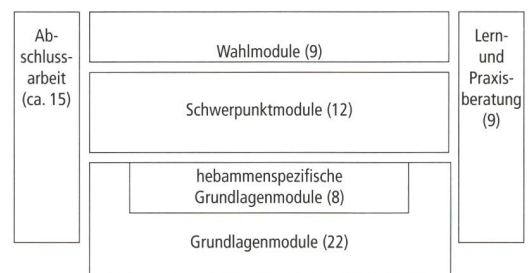 Ab-
schluss-
arbeit
(ca. 15)
Wahlmodule (9)
Schwerpunktmodule (12)
hebammenspezifische
Grundlagenmodule (8)
Grundlagenmodule (22)
Lern-
und
Praxis-
beratung
(9)